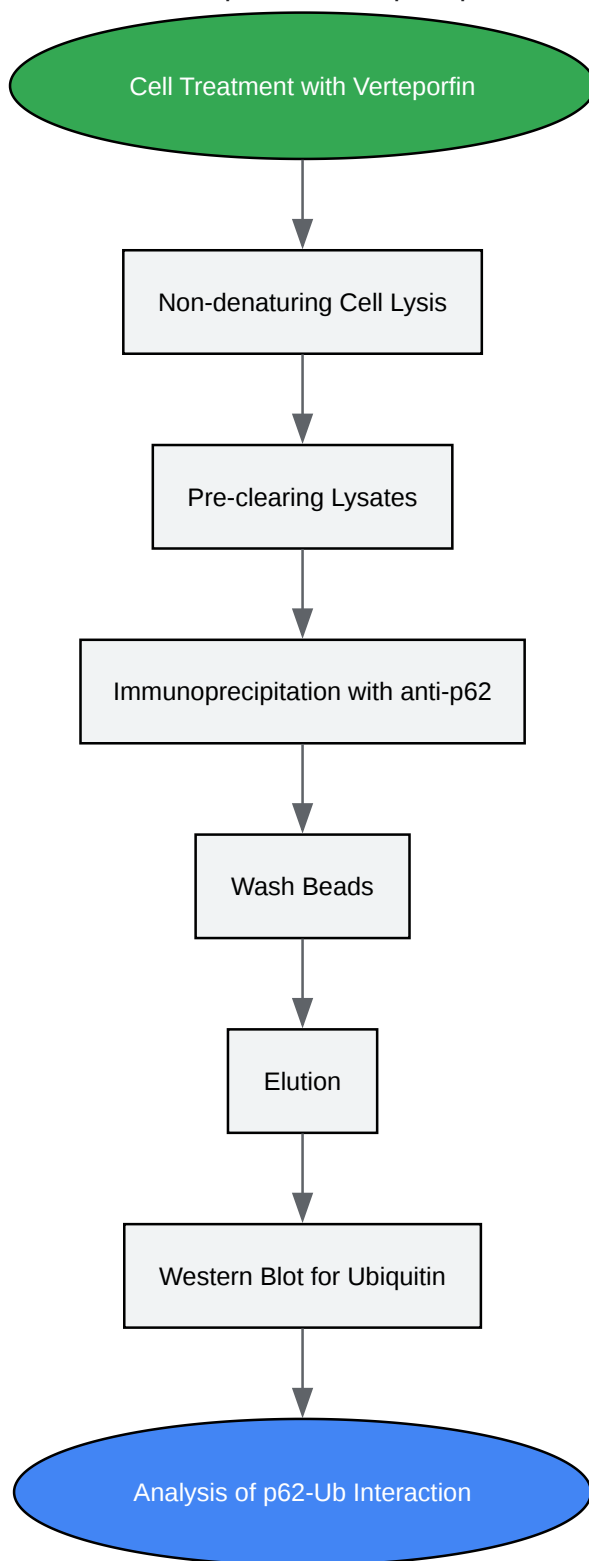 Cell Treatment with Verteporfin
Non-denaturing Cell Lysis
Pre-clearing Lysates
Immunoprecipitation with anti-p62
Wash Beads
Elution
Western Blot for Ubiquitin
Analysis of p62-Ub Interaction